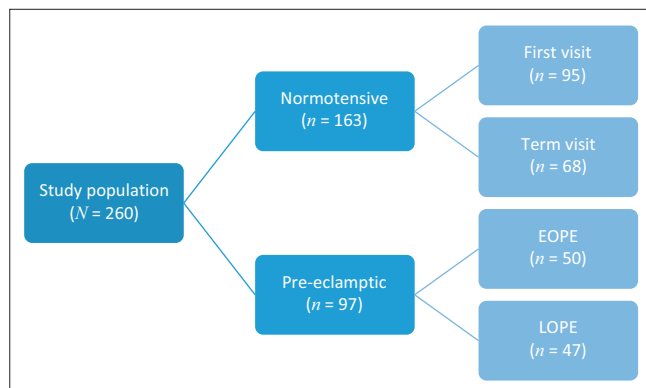 Study population
(N = 260)
Normotensive
(n = 163)
Pre-eclamptic
(n = 97)
First visit
(n = 95)
Term visit
(n = 68)
EOPE
(n = 50)
LOPE
(n = 47)